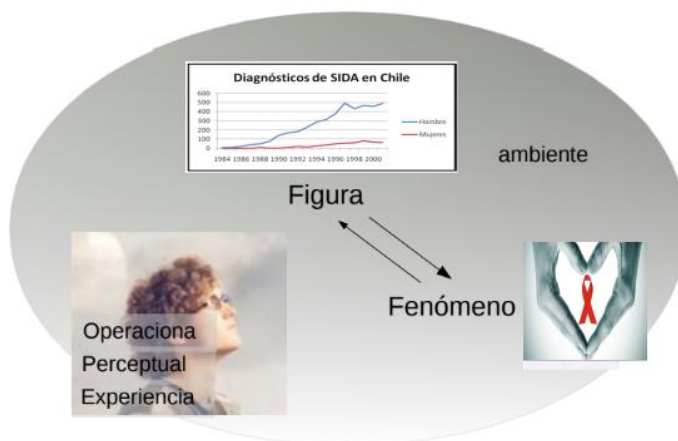 Diagnósticos de SIDA en Chile
600
500
400
300
200
100
0
Hombre
Mujeres
1984 1986 1988 1990 1992 1994 1996 1998 2000
ambiente
Figura
Fenómeno
Operaciona
Perceptual
Experiencia